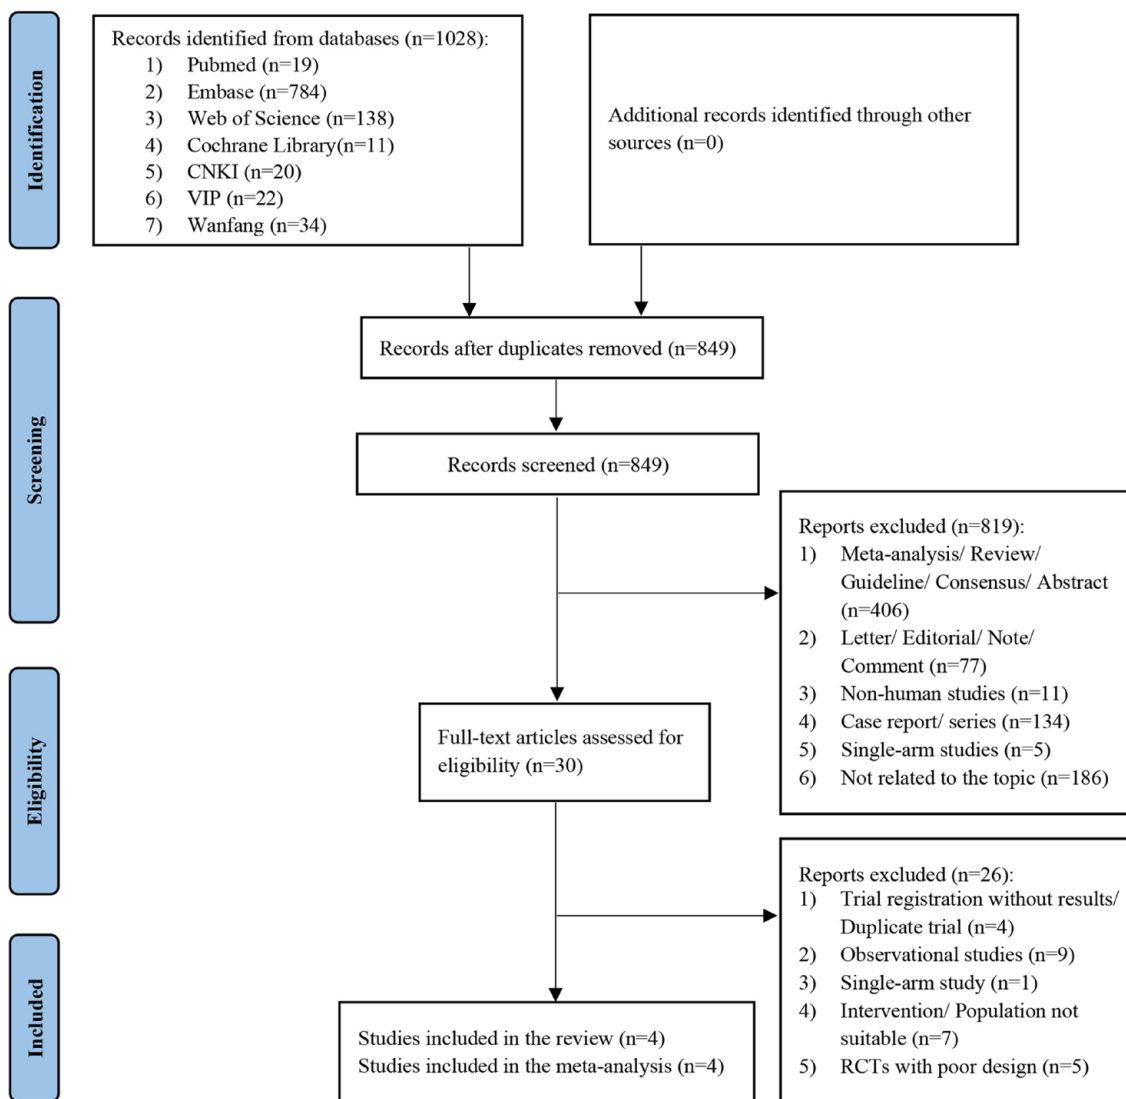 Identification
Records identified from databases (n=1028):
1) Pubmed (n=19)
2) Embase (n=784)
3) Web of Science (n=138)
4) Cochrane Library(n=11)
5) CNKI (n=20)
6) VIP (n=22)
7) Wanfang (n=34)
Additional records identified through other
sources (n=0)
Screening
Records after duplicates removed (n=849)
Records screened (n=849)
Reports excluded (n=819):
1) Meta-analysis/ Review/
Guideline/ Consensus/ Abstract
(n=406)
2) Letter/ Editorial/ Note/
Comment (n=77)
3) Non-human studies (n=11)
4) Case report/ series (n=134)
5) Single-arm studies (n=5)
6) Not related to the topic (n=186)
Eligibility
Full-text articles assessed for
eligibility (n=30)
Reports excluded (n=26):
1) Trial registration without results/
Duplicate trial (n=4)
2) Observational studies (n=9)
3) Single-arm study (n=1)
4) Intervention/ Population not
suitable (n=7)
5) RCTs with poor design (n=5)
Included
Studies included in the review (n=4)
Studies included in the meta-analysis (n=4)